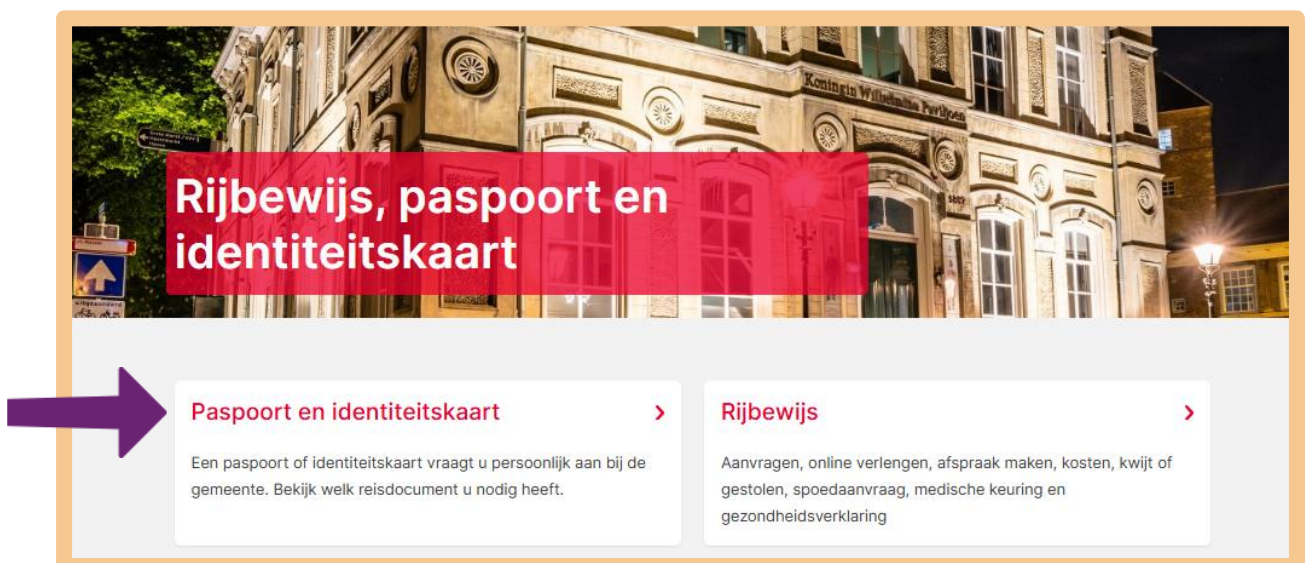 Koningin Wilhelmina Paviljoen
Rijbewijs, paspoort en
identiteitskaart
Paspoort en identiteitskaart
Een paspoort of identiteitskaart vraagt u persoonlijk aan bij de
gemeente. Bekijk welk reisdocument u nodig heeft.
Rijbewijs
Aanvragen, online verlengen, afspraak maken, kosten, kwijt of
gestolen, spoedaanvraag, medische keuring en
gezondheidsverklaring